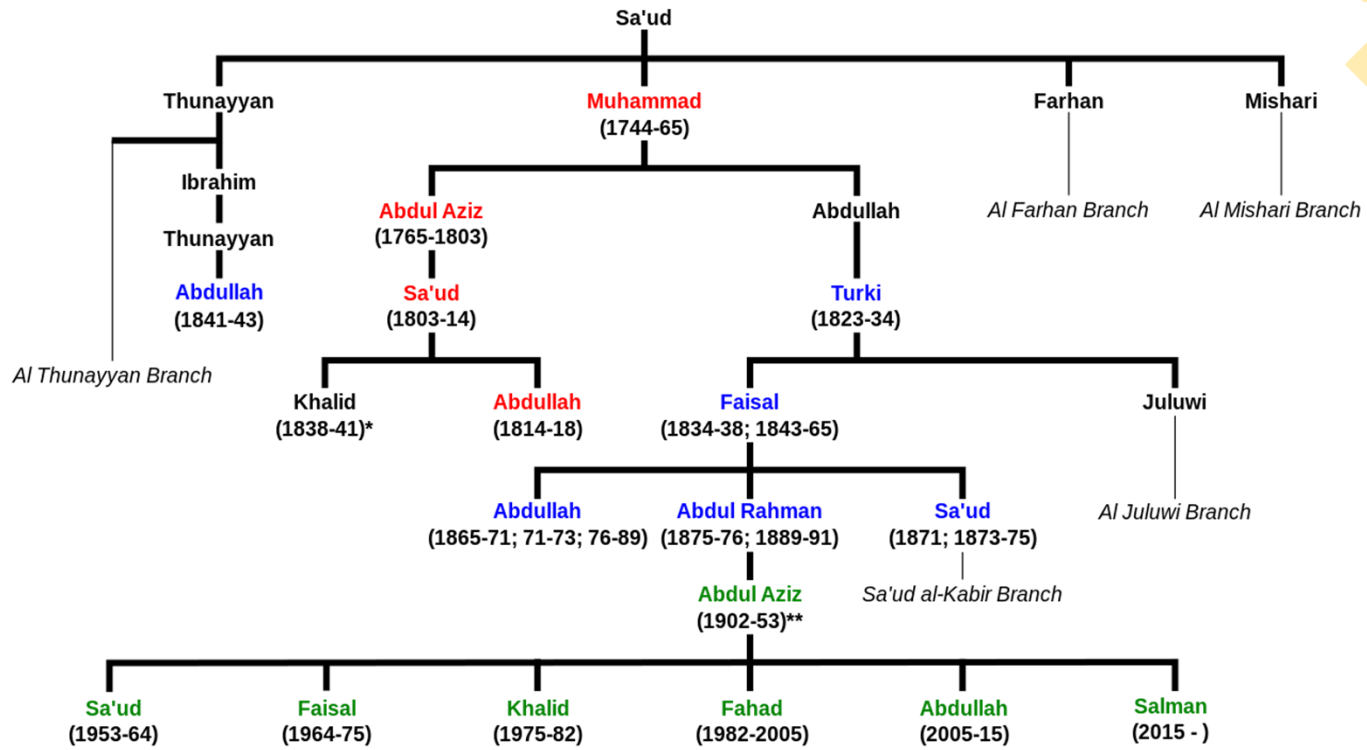 Sa'ud
Thunayyan
Muhammad
(1744-65)
Farhan
Mishari
Ibrahim
Abdul Aziz
(1765-1803)
Abdullah
Al Farhan Branch
Al Mishari Branch
Thunayyan
Abdullah
(1841-43)
Sa'ud
(1803-14)
Turki
(1823-34)
Al Thunayyan Branch
Khalid
(1838-41)*
Abdullah
(1814-18)
Faisal
(1834-38; 1843-65)
Juluwi
Abdullah
(1865-71; 71-73; 76-89)
Abdul Rahman
(1875-76; 1889-91)
Sa'ud
(1871; 1873-75)
Al Juluwi Branch
Abdul Aziz
(1902-53)**
Sa'ud al-Kabir Branch
Sa'ud
(1953-64)
Faisal
(1964-75)
Khalid
(1975-82)
Fahad
(1982-2005)
Abdullah
(2005-15)
Salman
(2015 - )